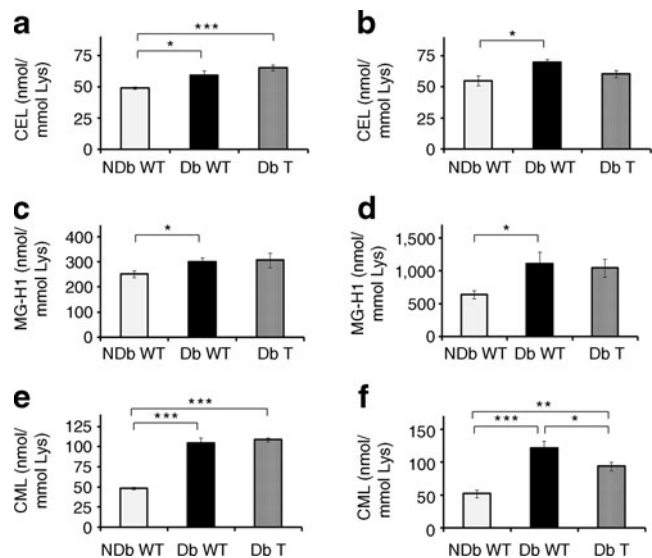 a
***
*
75
50
25
0
CEL (nmol/
mmol Lys)
NDb WT Db WT Db T
b
*
75
50
25
0
CEL (nmol/
mmol Lys)
NDb WT Db WT Db T
c
*
400
300
200
100
0
MG-H1 (nmol/
mmol Lys)
NDb WT Db WT Db T
d
*
1,500
1,000
500
0
MG-H1 (nmol/
mmol Lys)
NDb WT Db WT Db T
e
***
***
125
100
75
50
25
0
CML (nmol/
mmol Lys)
NDb WT Db WT Db T
f
**
***
*
150
100
50
0
CML (nmol/
mmol Lys)
NDb WT Db WT Db T